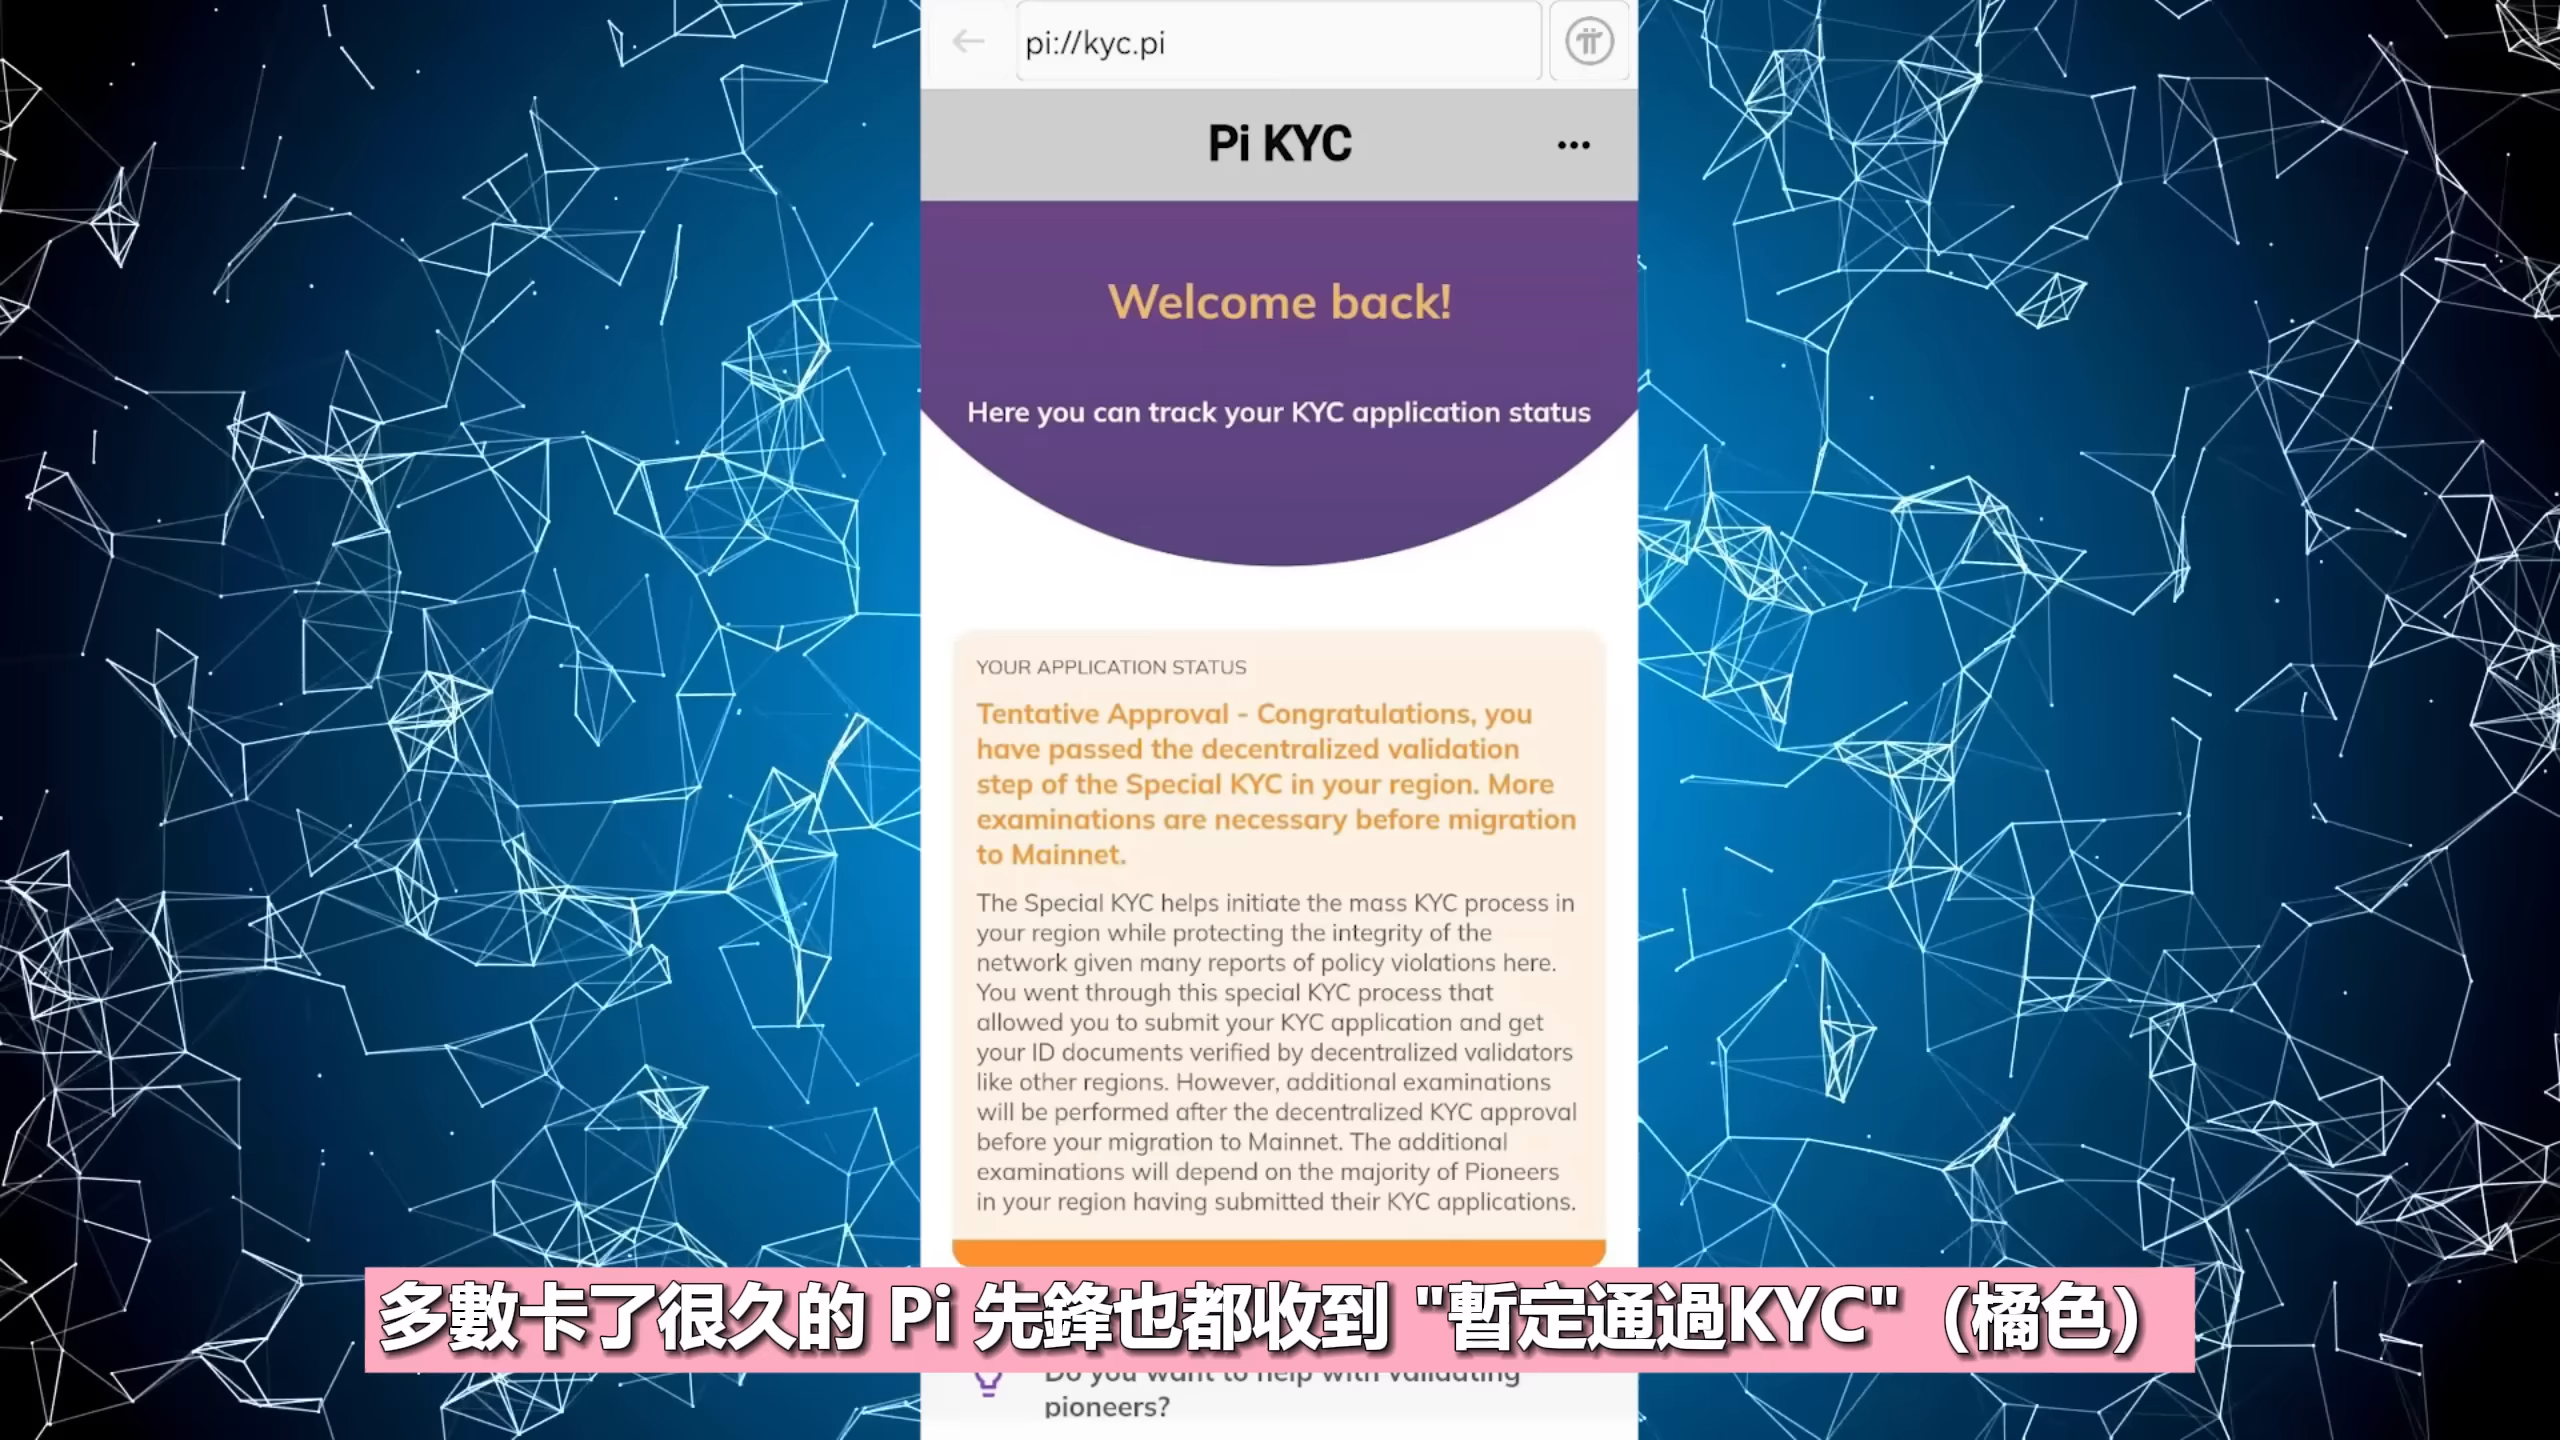 pi://kyc.pi
Pi KYC
Welcome back!
Here you can track your KYC application status
YOUR APPLICATION STATUS
Tentative Approval - Congratulations, you
have passed the decentralized validation
step of the Special KYC in your region. More
examinations are necessary before migration
to Mainnet.
The Special KYC helps initiate the mass KYC process in
your region while protecting the integrity of the
network given many reports of policy violations here.
You went through this special KYC process that
allowed you to submit your KYC application and get
your ID documents verified by decentralized validators
like other regions. However, additional examinations
will be performed after the decentralized KYC approval
before your migration to Mainnet. The additional
examinations will depend on the majority of Pioneers
in your region having submitted their KYC applications.
多數卡了很久的 Pi 先鋒也都收到 "暫定通過KYC"（橘色）
Do you want to help with validating
pioneers?